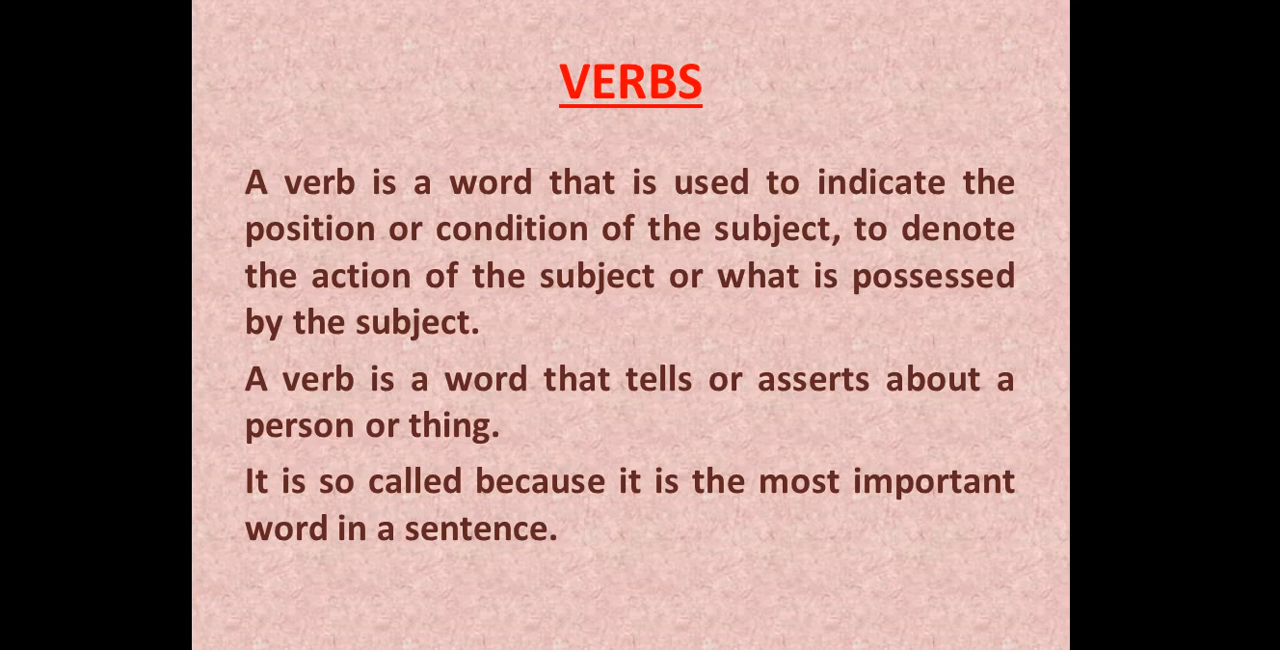 VERBS
A verb is a word that is used to indicate the
position or condition of the subject, to denote
the action of the subject or what is possessed
by the subject.
A verb is a word that tells or asserts about a
person or thing.
It is so called because it is the most important
word in a sentence.